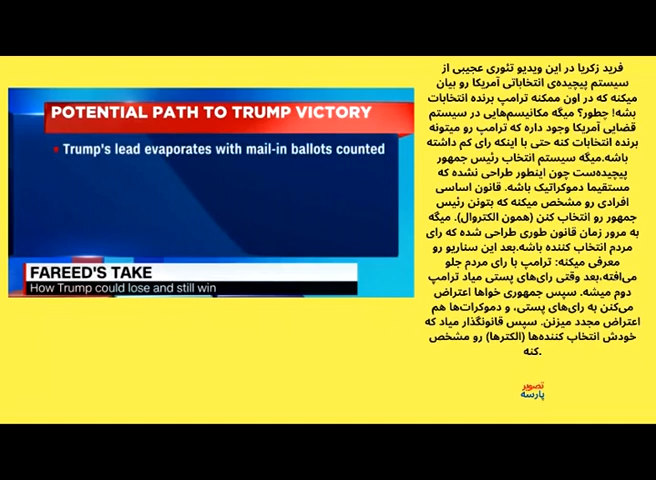 POTENTIAL PATH TO TRUMP VICTORY
• Trump's lead evaporates with mail-in ballots counted
FAREED'S TAKE
How Trump could lose and still win
فرید زکریا در این ویدیو تئوری عجیبی از
سیستم پیچیده‌ی انتخاباتی آمریکا رو بیان
میکنه که در اون ممکنه ترامپ برنده انتخابات
بشه! چطور؟ میگه مکانیسم‌هایی در سیستم
قضایی آمریکا وجود داره که ترامپ رو میتونه
برنده انتخابات کنه حتی با اینکه رای کم داشته
باشه.میگه سیستم انتخاب رئیس جمهور
پیچیده‌ست چون اینطور طراحی نشده که
مستقیما دموکراتیک باشه. قانون اساسی
افرادی رو مشخص میکنه که بتونن رئیس
جمهور رو انتخاب کنن (همون الکتروال). میگه
به مرور زمان قانون طوری طراحی شده که رای
مردم انتخاب کننده باشه.بعد این سناریو رو
معرفی میکنه: ترامپ با رای مردم جلو
می‌افته،بعد وقتی رای‌های پستی میاد ترامپ
دوم میشه. سپس جمهوری خواها اعتراض
می‌کنن به رای‌های پستی، و دموکرات‌ها هم
اعتراض مجدد میزنن. سپس قانونگذار میاد که
خودش انتخاب کننده‌ها (الکترها) رو مشخص
کنه.
تصویر
پارسه